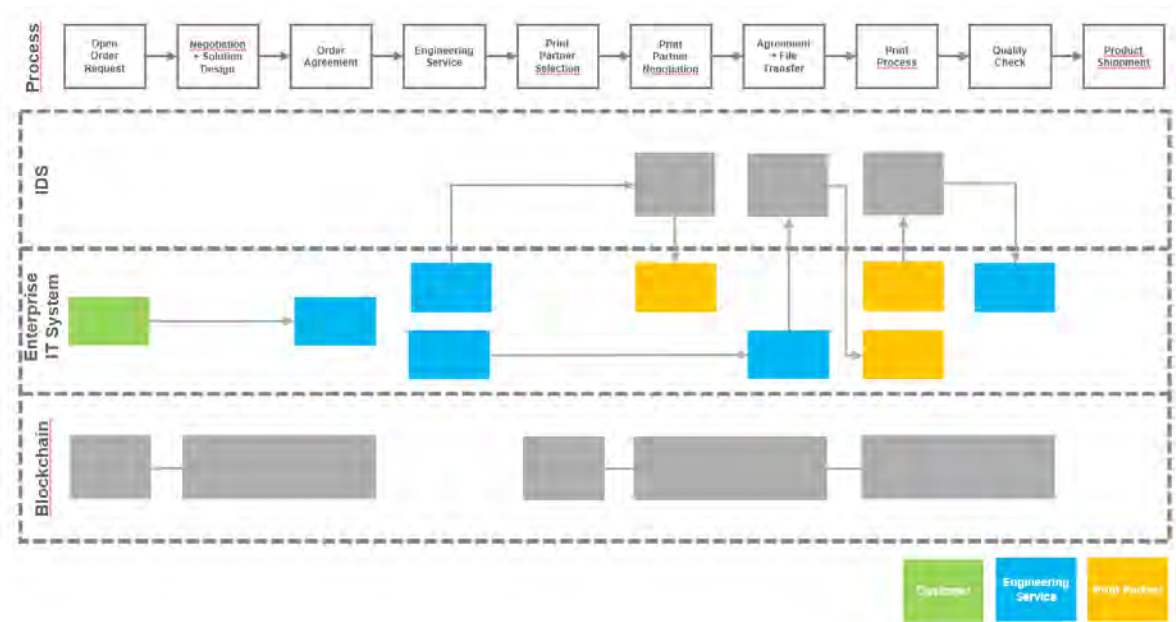 Process
Open
Order
Request
Negotiation
+ Solution
Design
Order
Agreement
Engineering
Service
Print
Partner
Selection
Print
Partner
Negotiation
Agreement
+ File
Transfer
Print
Process
Quality
Check
Product
Shippment
IDS
Enterprise
IT System
Blockchain
Customer
Engineering
Service
Print Partner